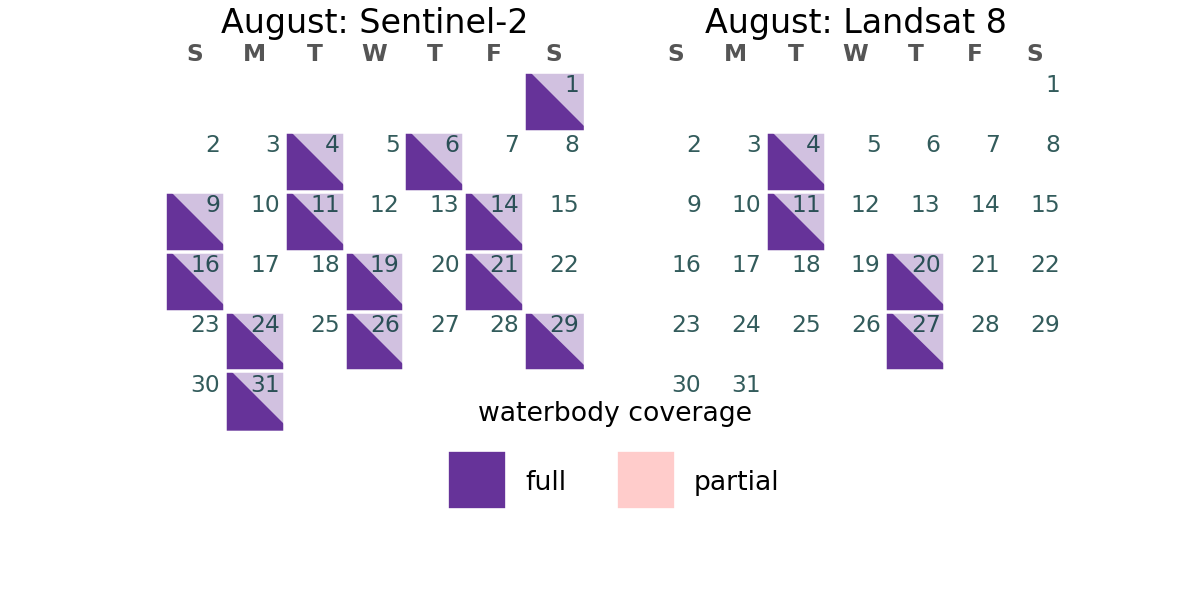 August: Sentinel-2
S M T W T F S
1
2 3 4 5 6 7 8
9 10 11 12 13 14 15
16 17 18 19 20 21 22
23 24 25 26 27 28 29
30 31
August: Landsat 8
S M T W T F S
1
2 3 4 5 6 7 8
9 10 11 12 13 14 15
16 17 18 19 20 21 22
23 24 25 26 27 28 29
30 31
waterbody coverage
full partial